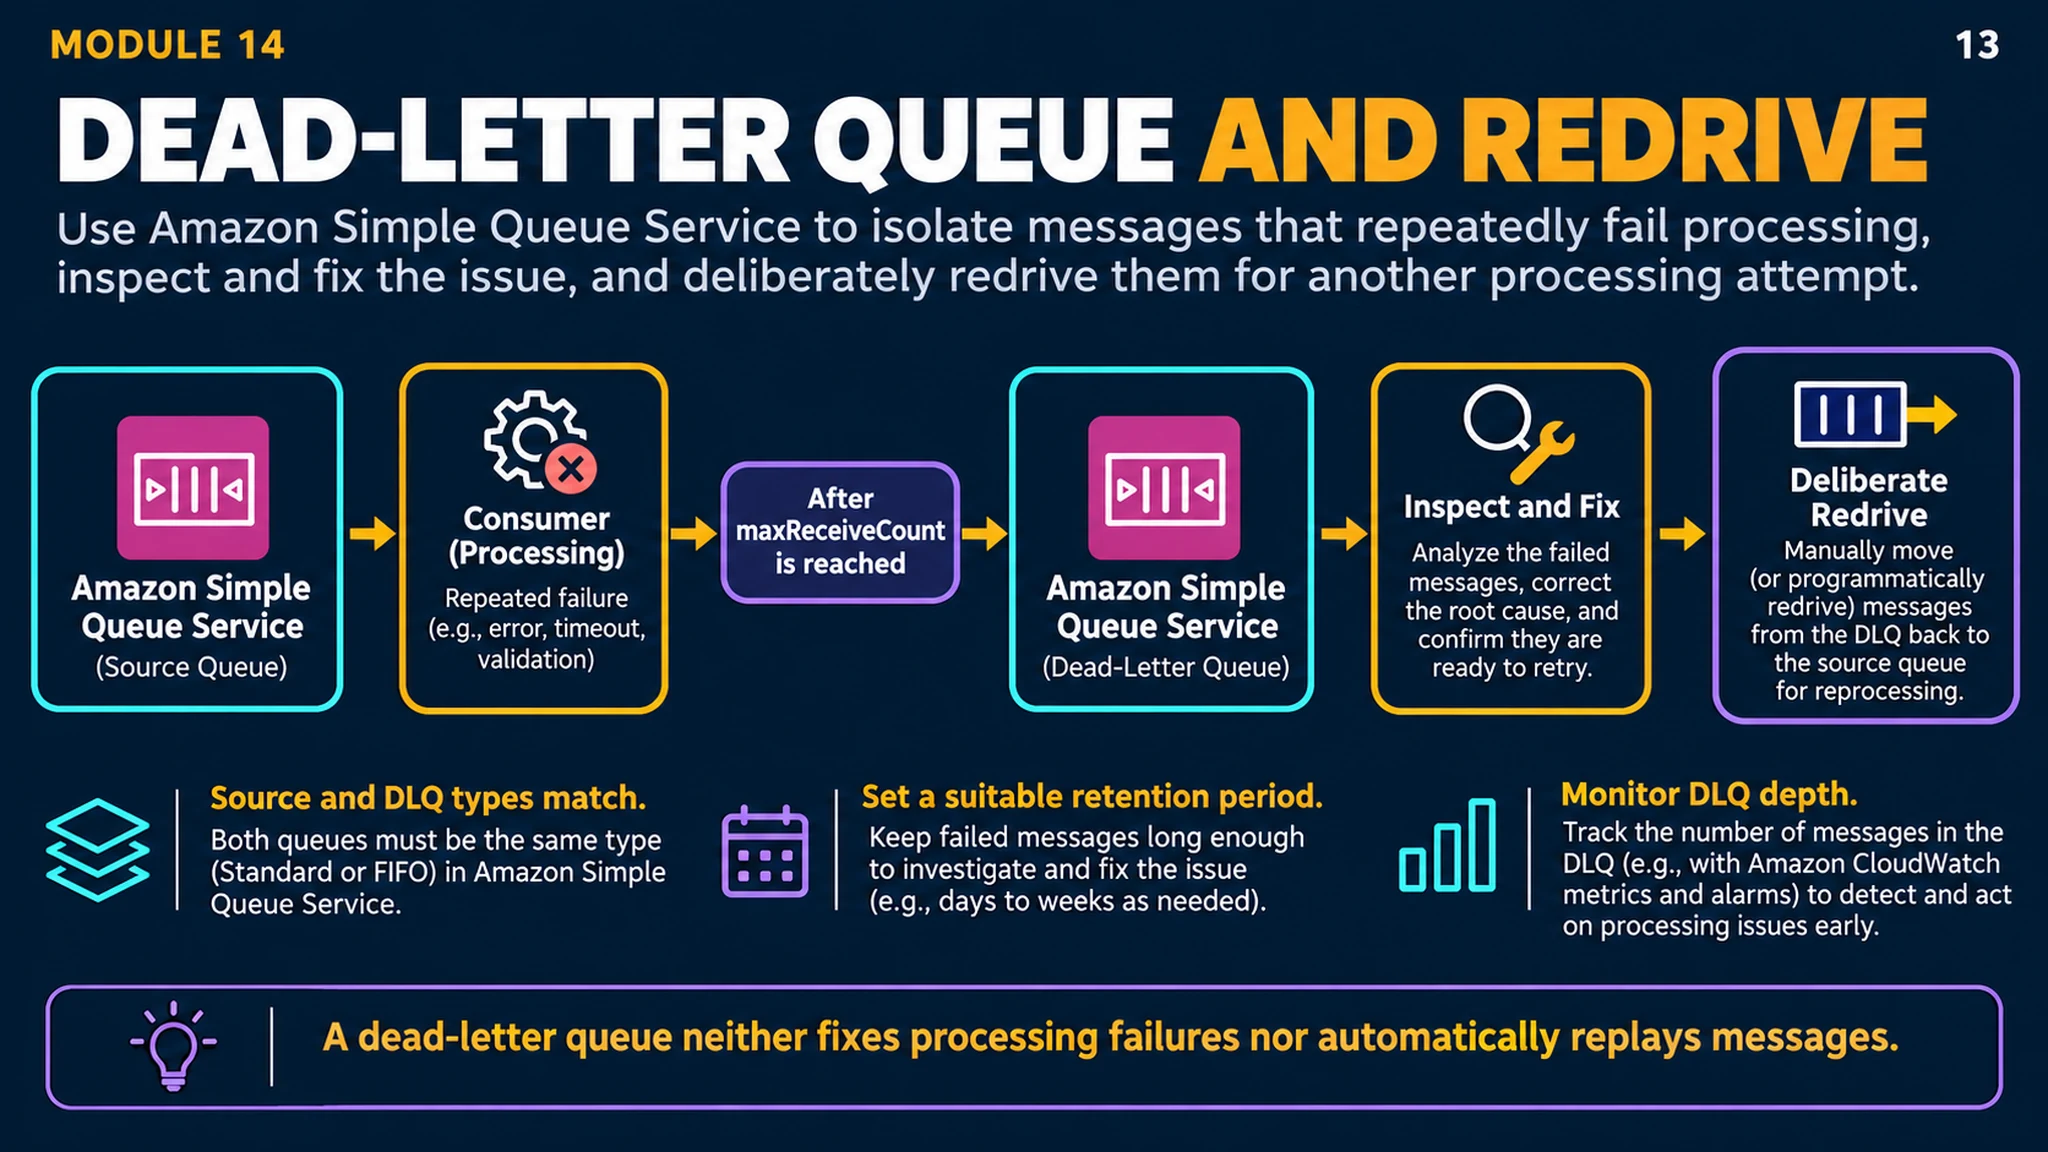 MODULE 14
13
DEAD-LETTER QUEUE AND REDRIVE
Use Amazon Simple Queue Service to isolate messages that repeatedly fail processing,
inspect and fix the issue, and deliberately redrive them for another processing attempt.
Amazon Simple
Queue Service
(Source Queue)
Consumer
(Processing)
Repeated failure
(e.g., error, timeout,
validation)
After
maxReceiveCount
is reached
Amazon Simple
Queue Service
(Dead-Letter Queue)
Inspect and Fix
Analyze the failed
messages, correct
the root cause, and
confirm they are
ready to retry.
Deliberate
Redrive
Manually move
(or programmatically
redrive) messages
from the DLQ back to
the source queue
for reprocessing.
Source and DLQ types match.
Both queues must be the same type
(Standard or FIFO) in Amazon Simple
Queue Service.
Set a suitable retention period.
Keep failed messages long enough
to investigate and fix the issue
(e.g., days to weeks as needed).
Monitor DLQ depth.
Track the number of messages in the
DLQ (e.g., with Amazon CloudWatch
metrics and alarms) to detect and act
on processing issues early.
A dead-letter queue neither fixes processing failures nor automatically replays messages.